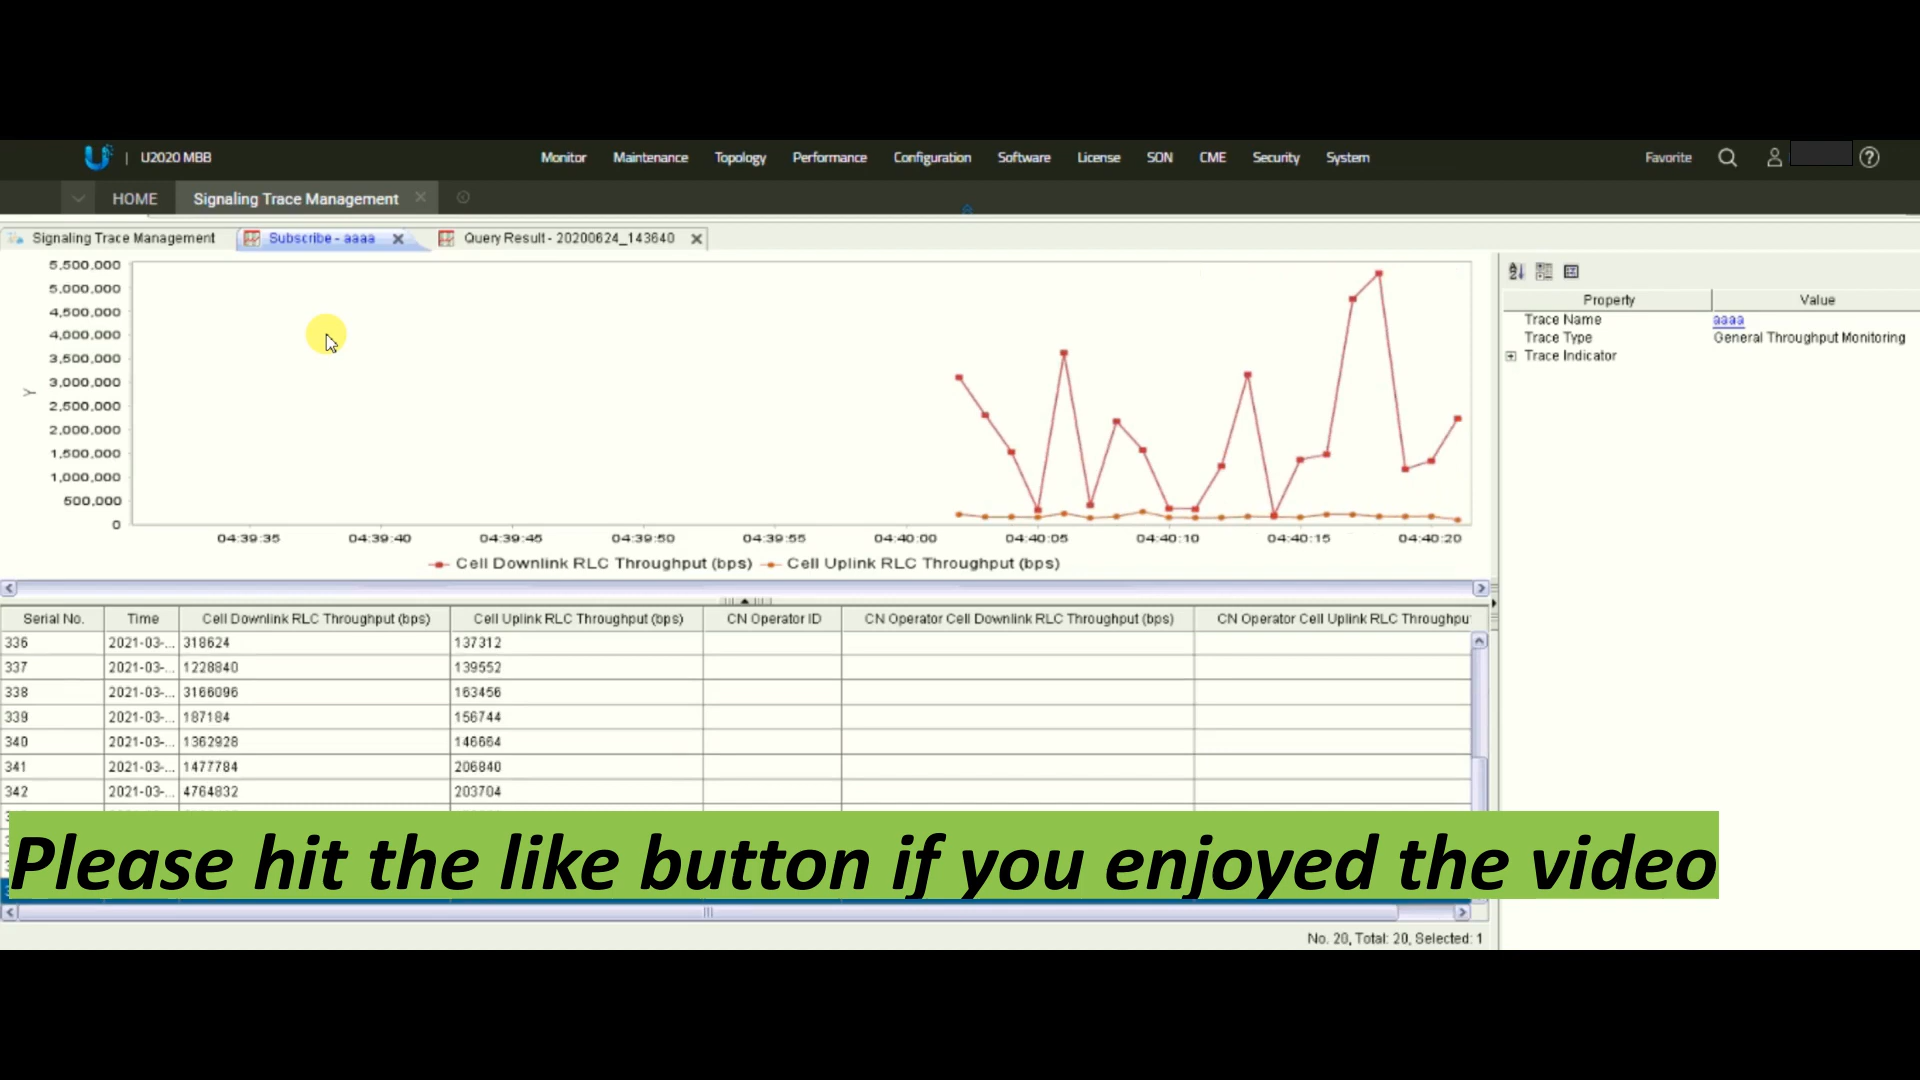 U2020 MBB Monitor Maintenance Topology Performance Configuration Software License SON CME Security System Favorite
HOME Signaling Trace Management
Signaling Trace Management Subscribe - aaaa Query Result - 20200624_143640
5,500,000
5,000,000
4,500,000
4,000,000
3,500,000
3,000,000
2,500,000
2,000,000
1,500,000
1,000,000
500,000
0
Y
04:39:35 04:39:40 04:39:45 04:39:50 04:39:55 04:40:00 04:40:05 04:40:10 04:40:15 04:40:20
Cell Downlink RLC Throughput (bps) Cell Uplink RLC Throughput (bps)
Property Value
Trace Name aaaa
Trace Type General Throughput Monitoring
Trace Indicator
Serial No. Time Cell Downlink RLC Throughput (bps) Cell Uplink RLC Throughput (bps) CN Operator ID CN Operator Cell Downlink RLC Throughput (bps) CN Operator Cell Uplink RLC Throughpu
336 2021-03-... 318624 137312
337 2021-03-... 1228840 139552
338 2021-03-... 3166096 163456
339 2021-03-... 187184 156744
340 2021-03-... 1362928 146664
341 2021-03-... 1477784 206840
342 2021-03-... 4764832 203704
Please hit the like button if you enjoyed the video
No. 20, Total: 20, Selected: 1